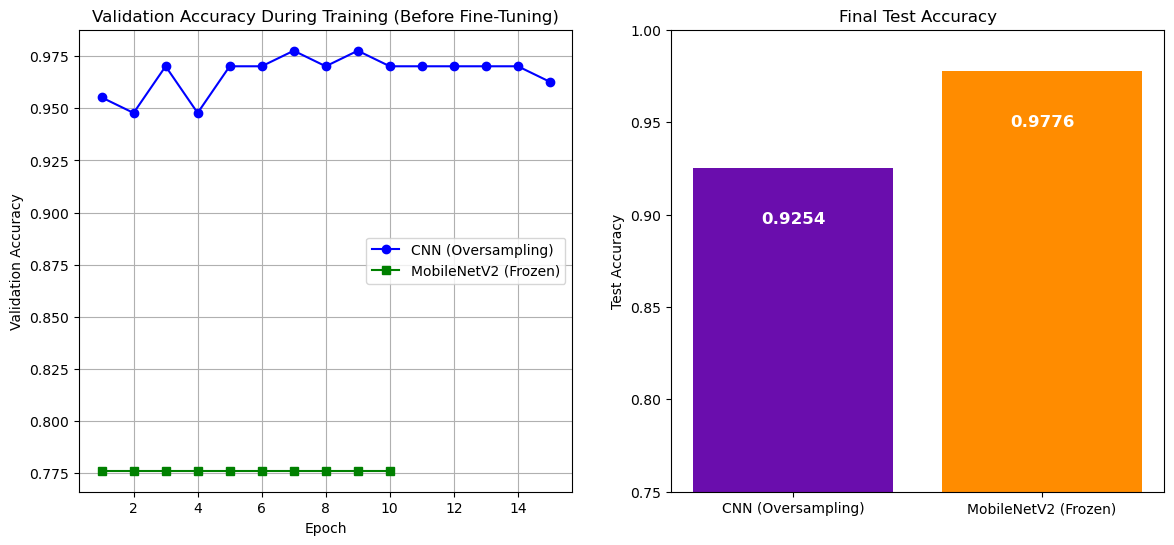 Validation Accuracy During Training (Before Fine-Tuning)
Validation Accuracy
0.975
0.950
0.925
0.900
0.875
0.850
0.825
0.800
0.775
CNN (Oversampling)
MobileNetV2 (Frozen)
2 4 6 8 10 12 14
Epoch
Final Test Accuracy
Test Accuracy
1.00
0.95
0.90
0.85
0.80
0.75
0.9254
0.9776
CNN (Oversampling) MobileNetV2 (Frozen)